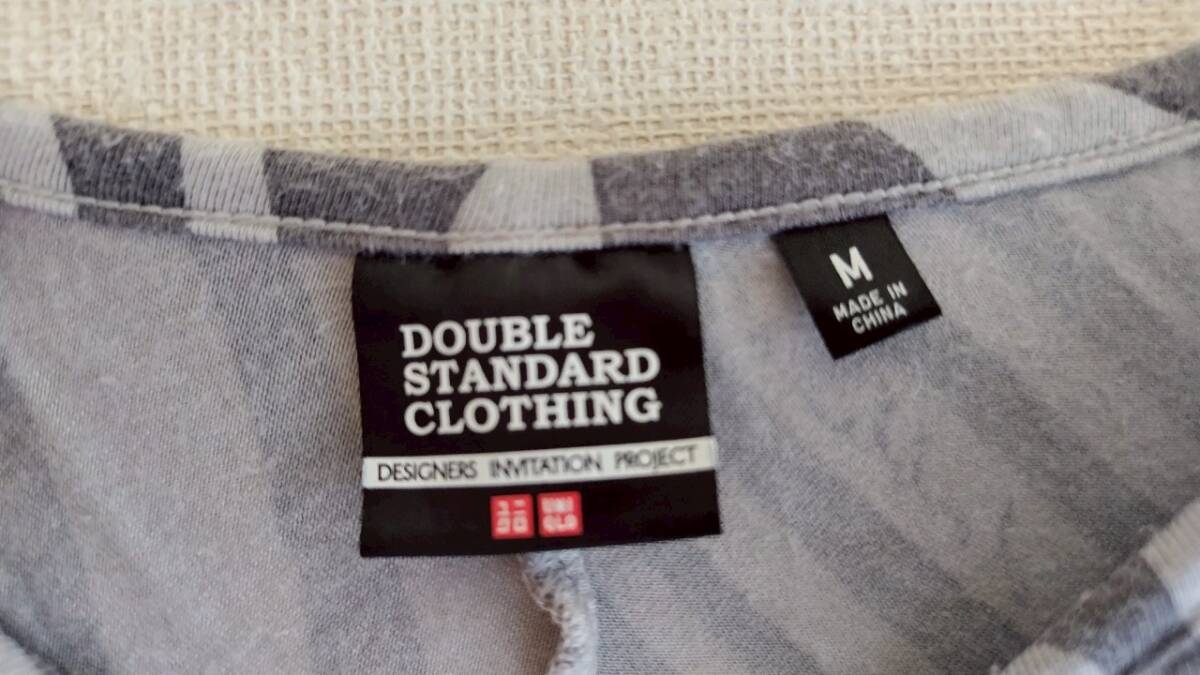 DOUBLE
STANDARD
CLOTHING
DESIGNERS INVITATION PROJECT
ユニ
クロ
UNI
QLO
M
MADE IN
CHINA